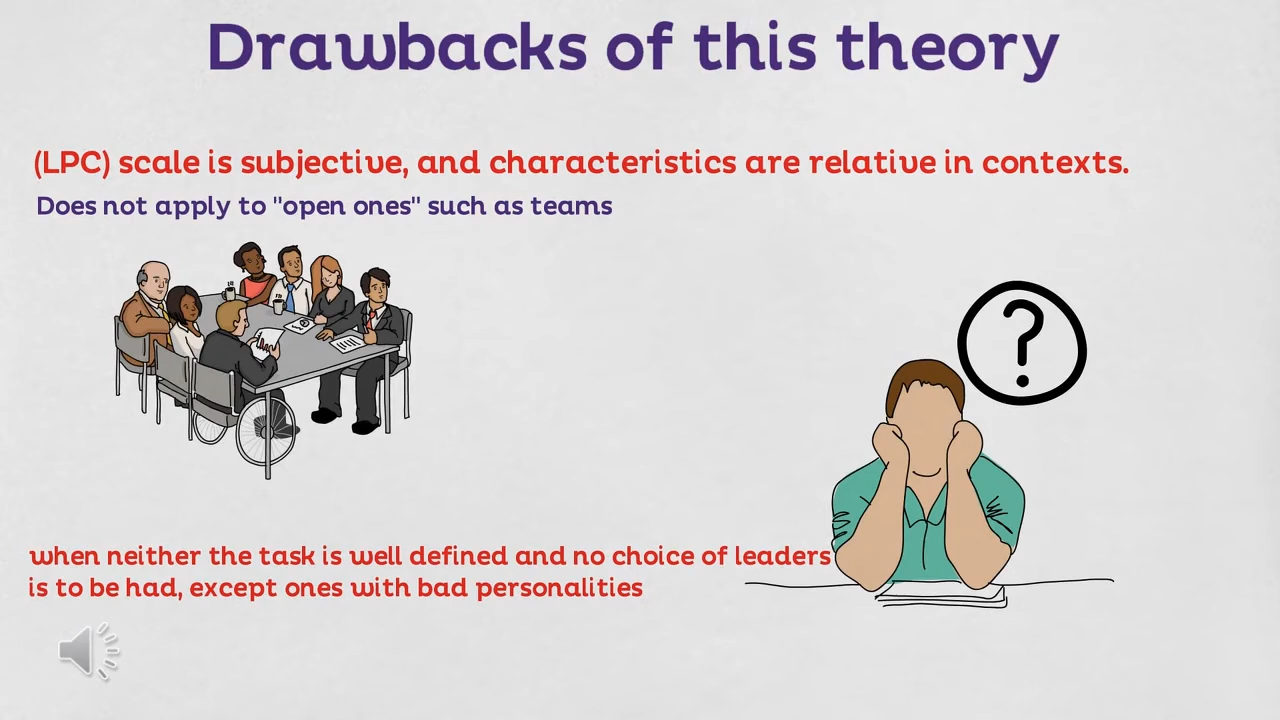 Drawbacks of this theory
(LPC) scale is subjective, and characteristics are relative in contexts.
Does not apply to "open ones" such as teams
?
when neither the task is well defined and no choice of leaders
is to be had, except ones with bad personalities